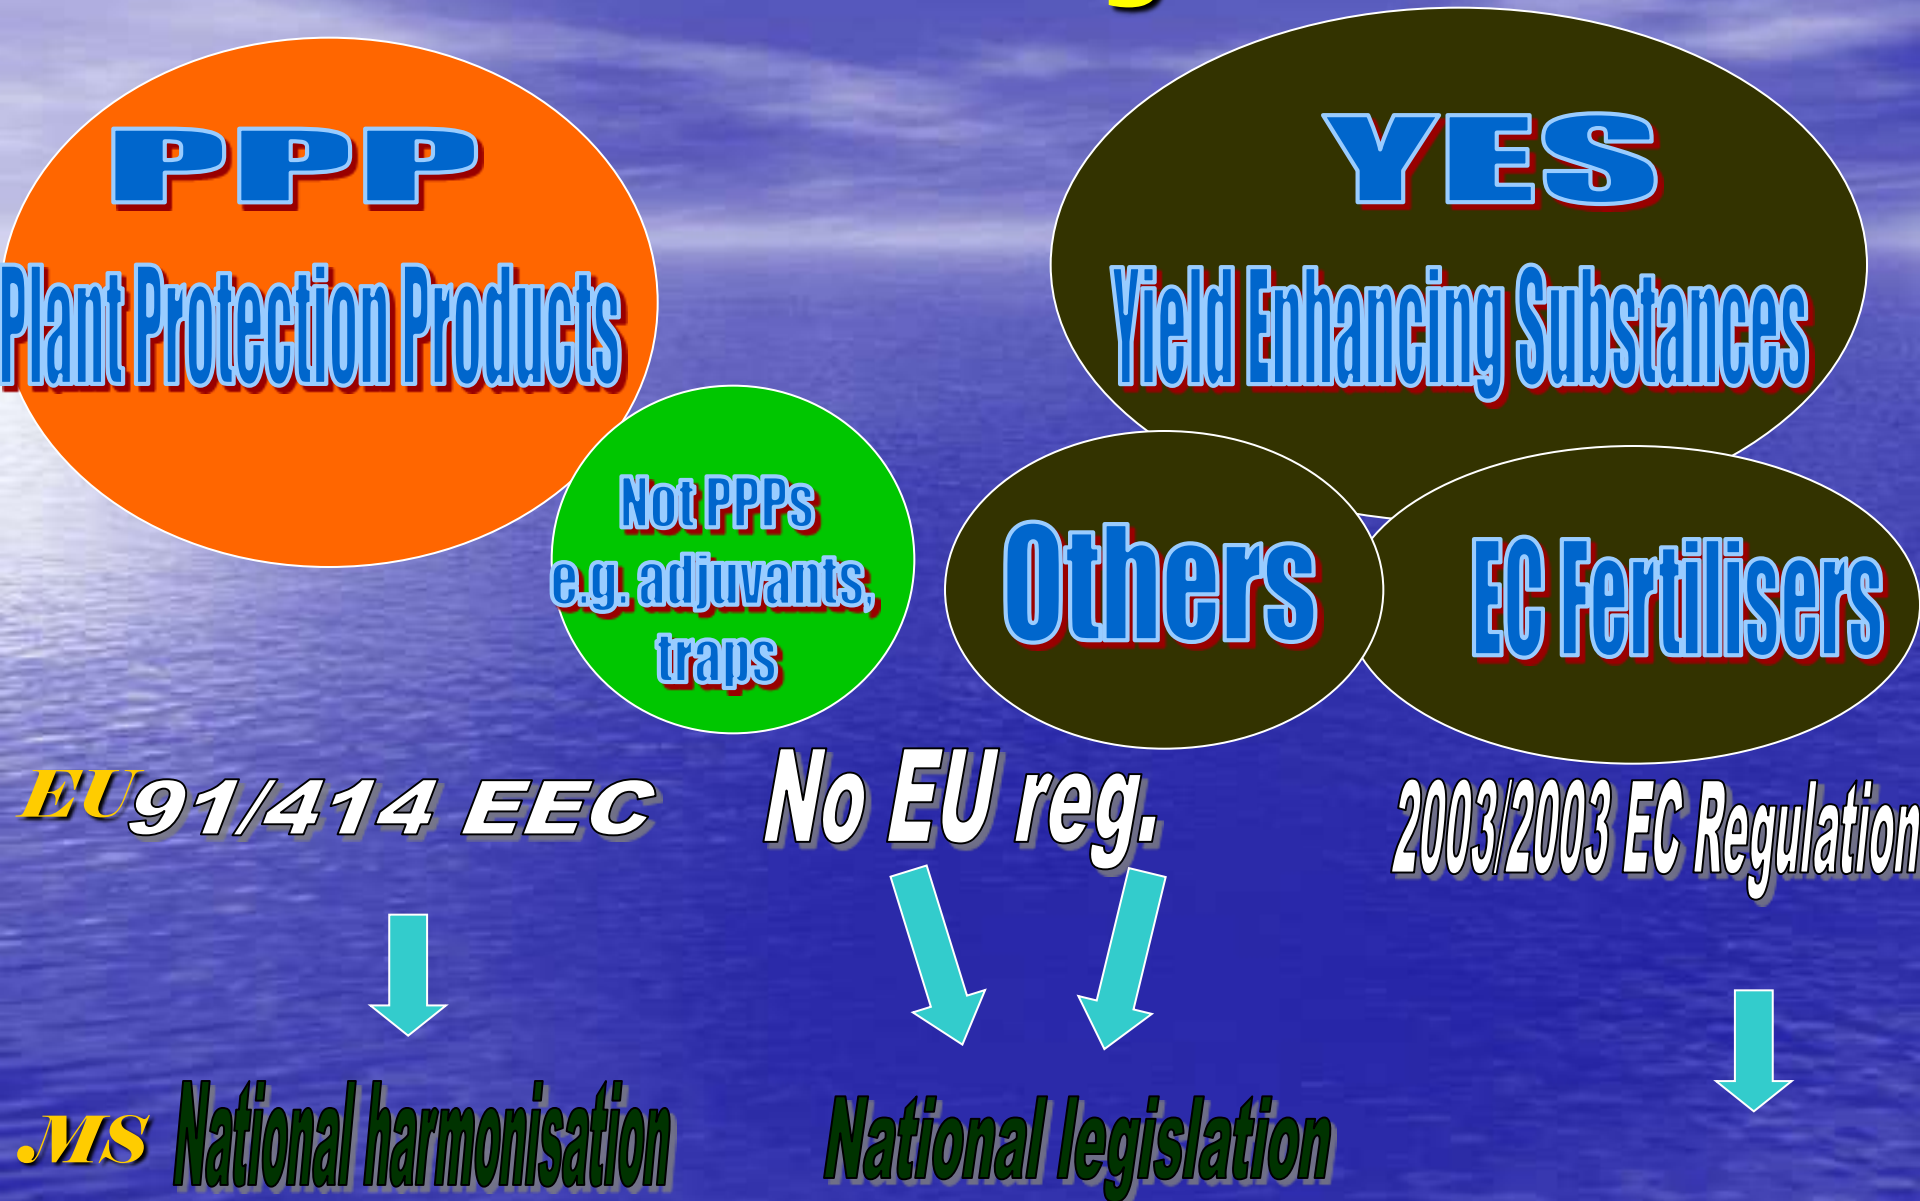 PPP
Plant Protection Products
YES
Yield Enhancing Substances
Not PPPs
e.g. adjuvants,
traps
Others
EC Fertilisers
EU
91/414 EEC
No EU reg.
2003/2003 EC Regulation
MS
National harmonisation
National legislation